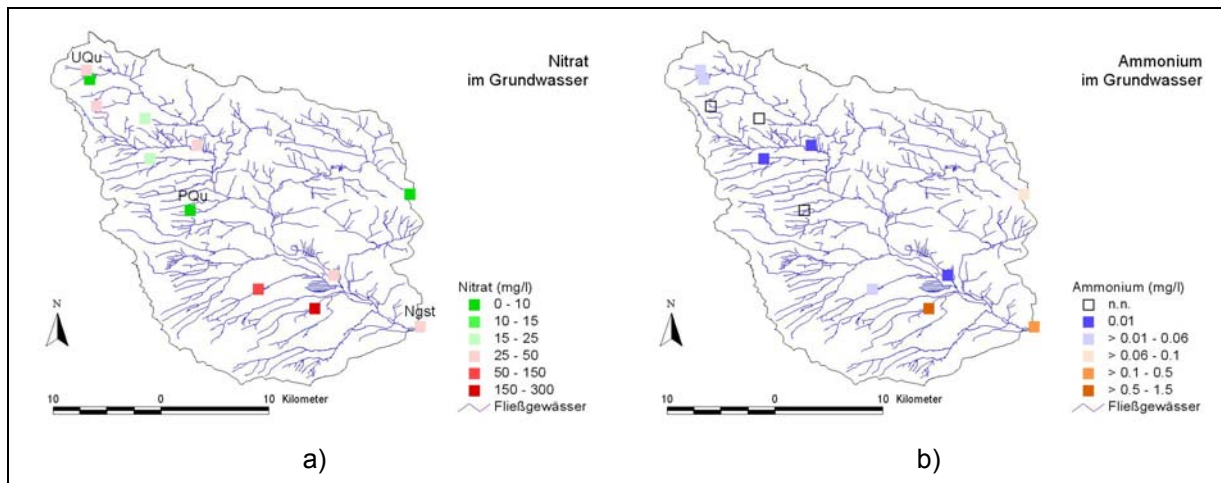 UQu
Nitrat
im Grundwasser
PQu
Ngst
N
Nitrat (mg/l)
0 - 10
10 - 15
15 - 25
25 - 50
50 - 150
150 - 300
Fließgewässer
10 0 10 Kilometer
a)
Ammonium
im Grundwasser
N
Ammonium (mg/l)
n.n.
0.01
> 0.01 - 0.06
> 0.06 - 0.1
> 0.1 - 0.5
> 0.5 - 1.5
Fließgewässer
10 0 10 Kilometer
b)